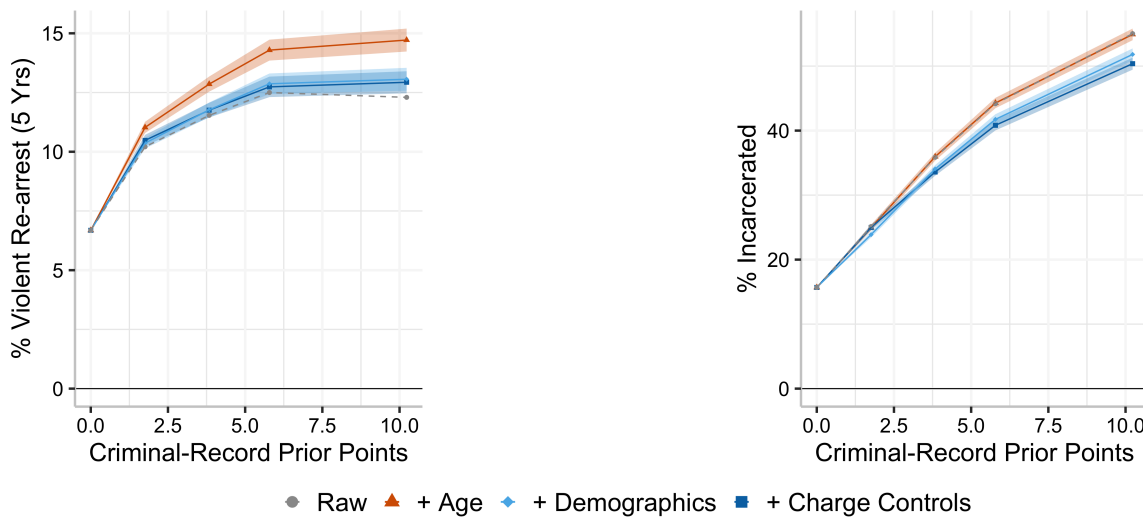 % Violent Re-arrest (5 Yrs)
15
10
5
0
0.0 2.5 5.0 7.5 10.0
Criminal-Record Prior Points
% Incarcerated
40
20
0
0.0 2.5 5.0 7.5 10.0
Criminal-Record Prior Points
Raw + Age + Demographics + Charge Controls